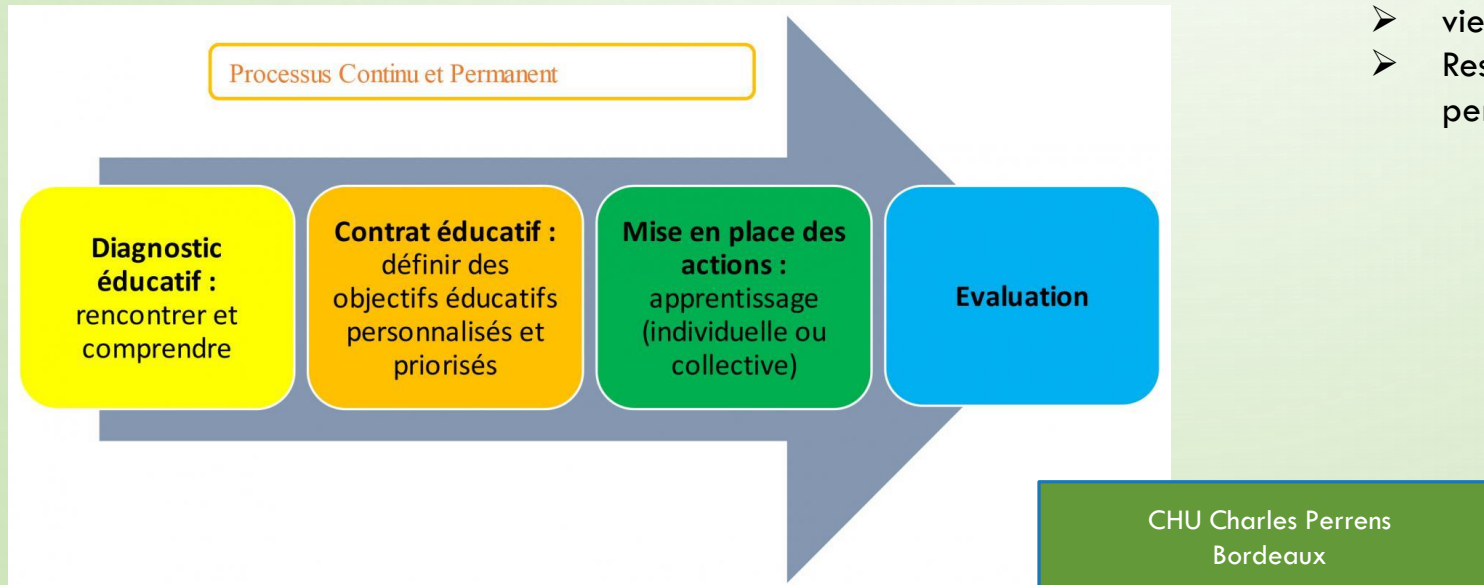 Processus Continu et Permanent
Diagnostic
éducatif :
rencontrer et
comprendre
Contrat éducatif :
définir des
objectifs éducatifs
personnalisés et
priorisés
Mise en place des
actions :
apprentissage
(individuelle ou
collective)
Evaluation
➢ vie
➢
CHU Charles Perrens
Bordeaux